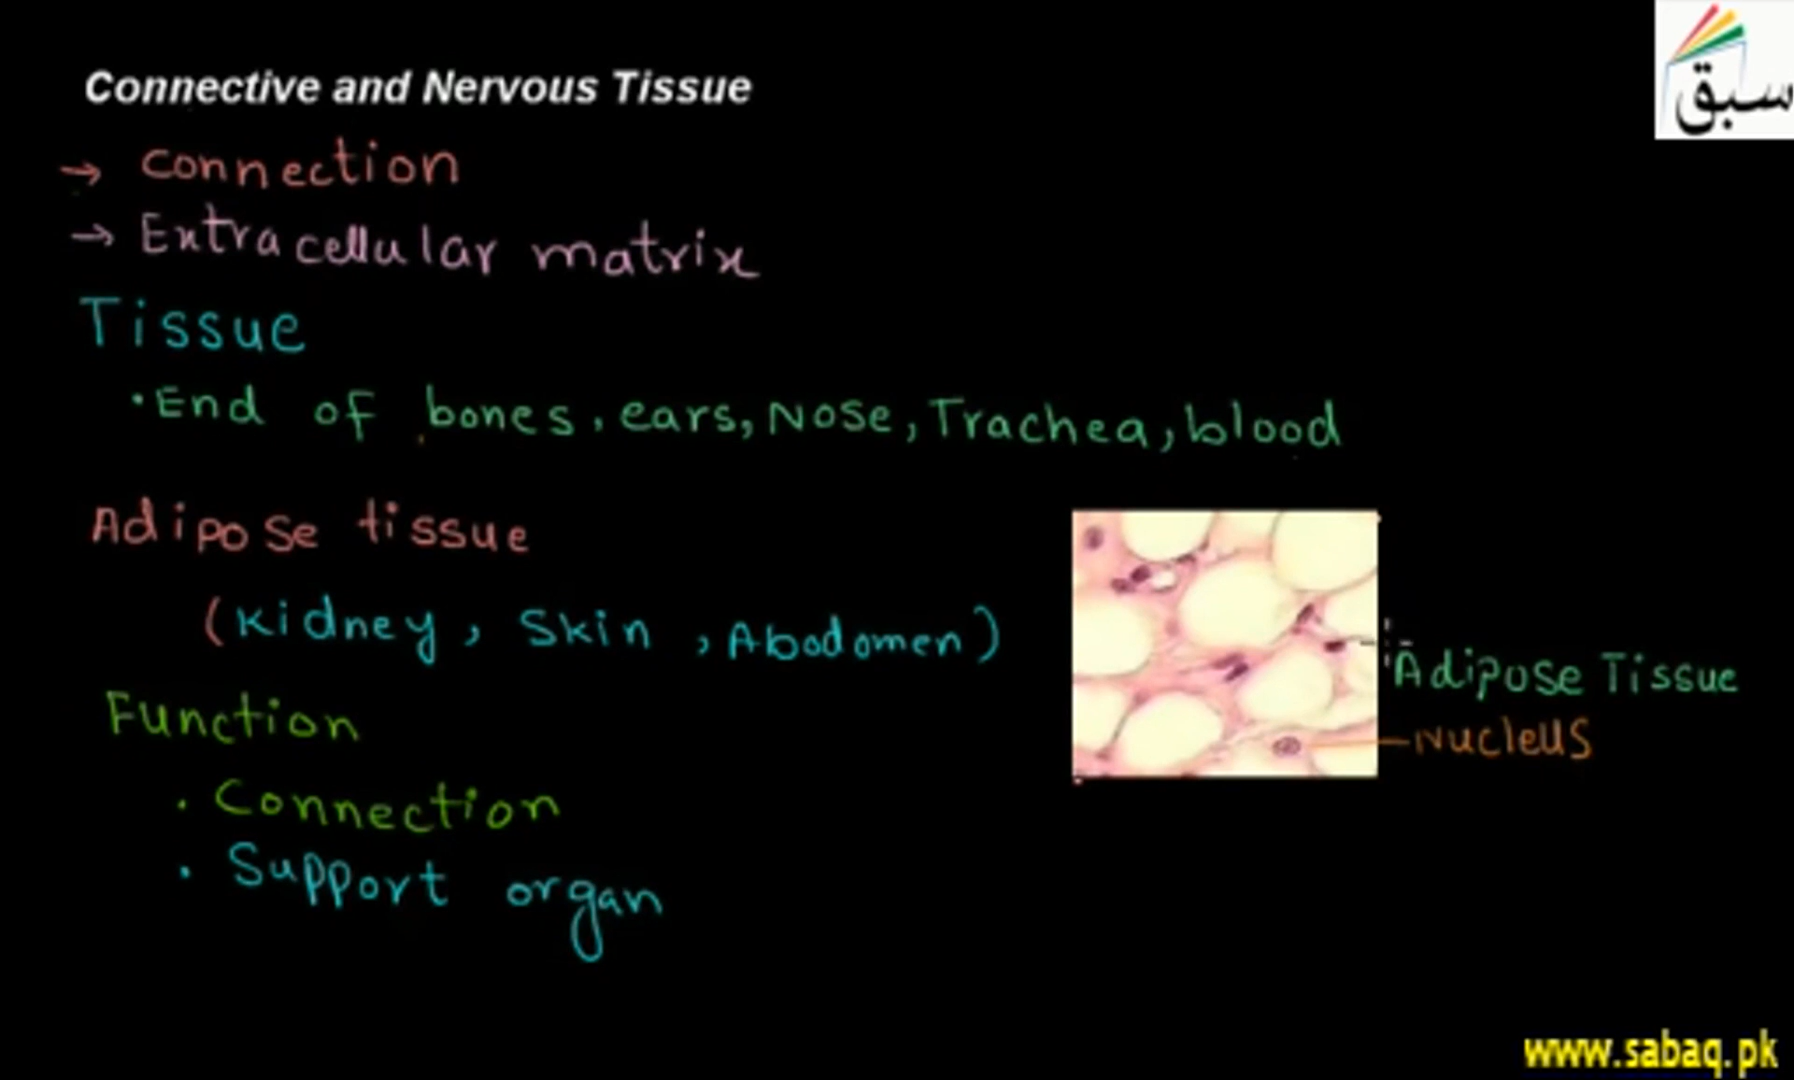 سبق
Connective and Nervous Tissue
→ Connection
→ Extracellular matrix
Tissue
• End of bones, ears, Nose, Trachea, blood
Adipose tissue
(Kidney, Skin, Abodomen)
Adipose Tissue
Nucleus
Function
. Connection
. Support organ
www.sabaq.pk